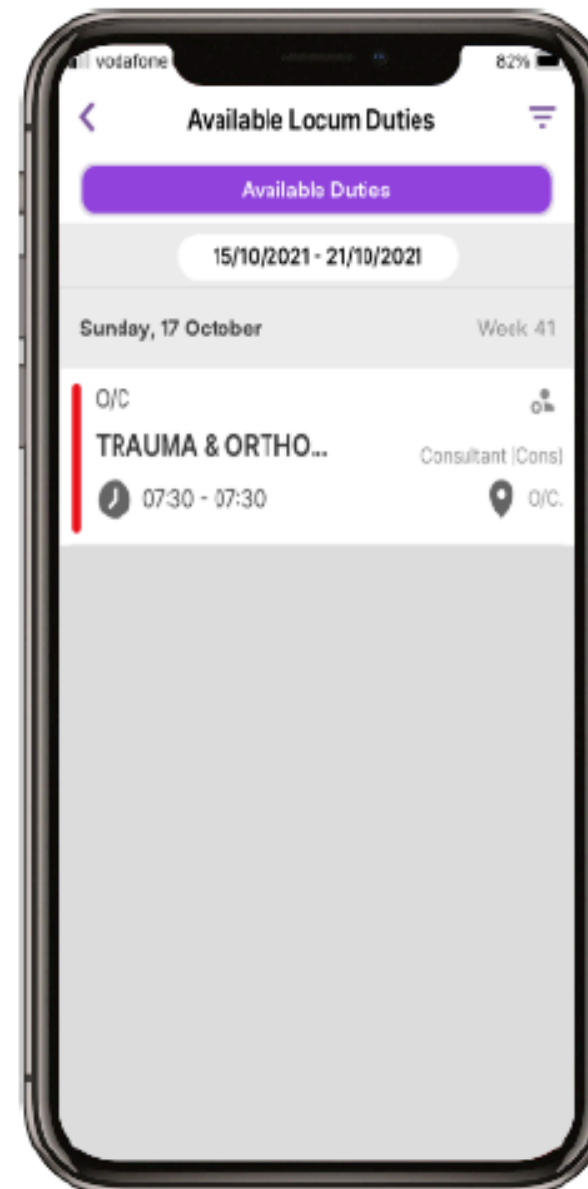 vodafone 82%
Available Locum Duties
Available Duties
15/10/2021 - 21/10/2021
Sunday, 17 October Week 41
O/C
TRAUMA & ORTHO... Consultant (Cons)
07:30 - 07:30 O/C.